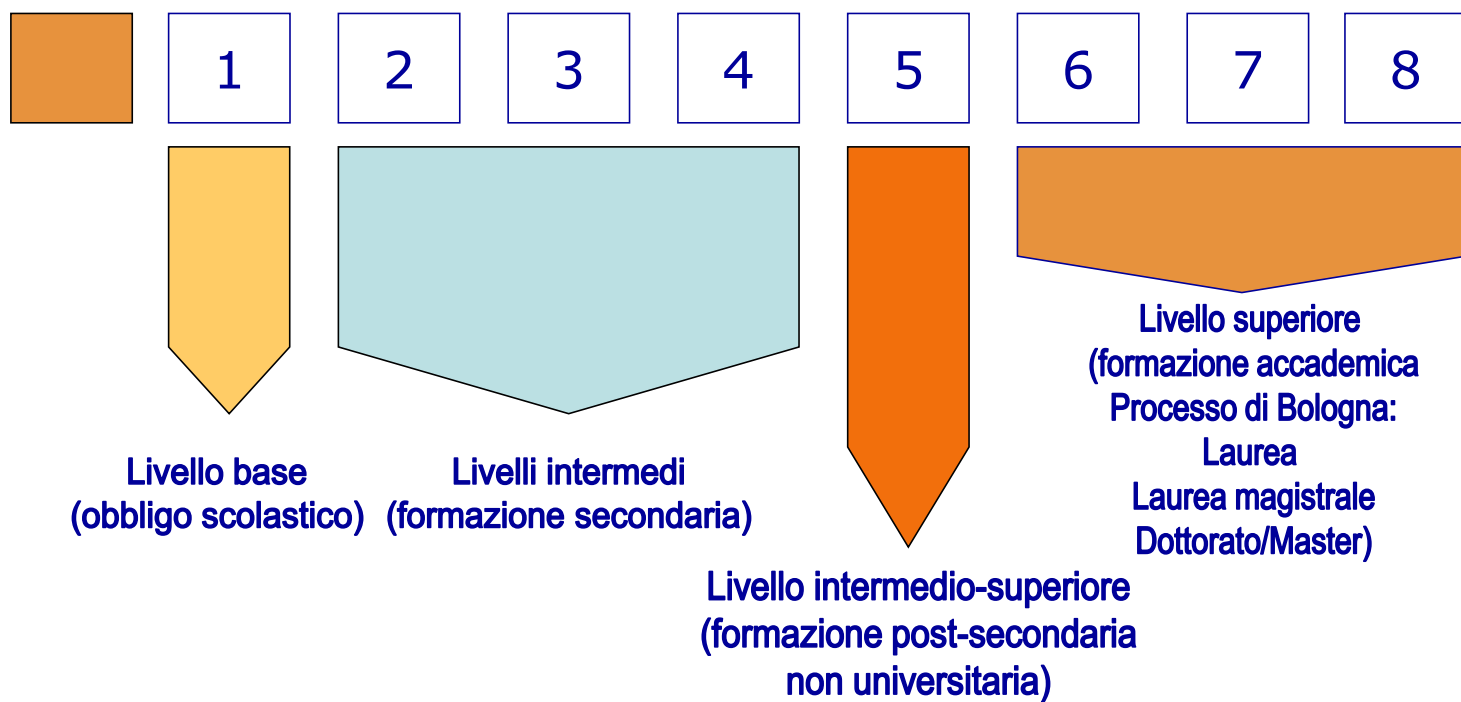 1 2 3 4 5 6 7 8
Livello base
(obbligo scolastico)
Livelli intermedi
(formazione secondaria)
Livello intermedio-superiore
(formazione post-secondaria
non universitaria)
Livello superiore
(formazione accademica
Processo di Bologna:
Laurea
Laurea magistrale
Dottorato/Master)